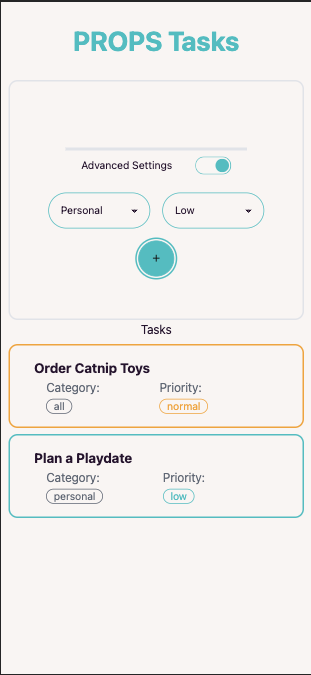 PROPS Tasks
Advanced Settings
Personal Low
+
Tasks
Order Catnip Toys
Category: Priority:
all normal
Plan a Playdate
Category: Priority:
personal low